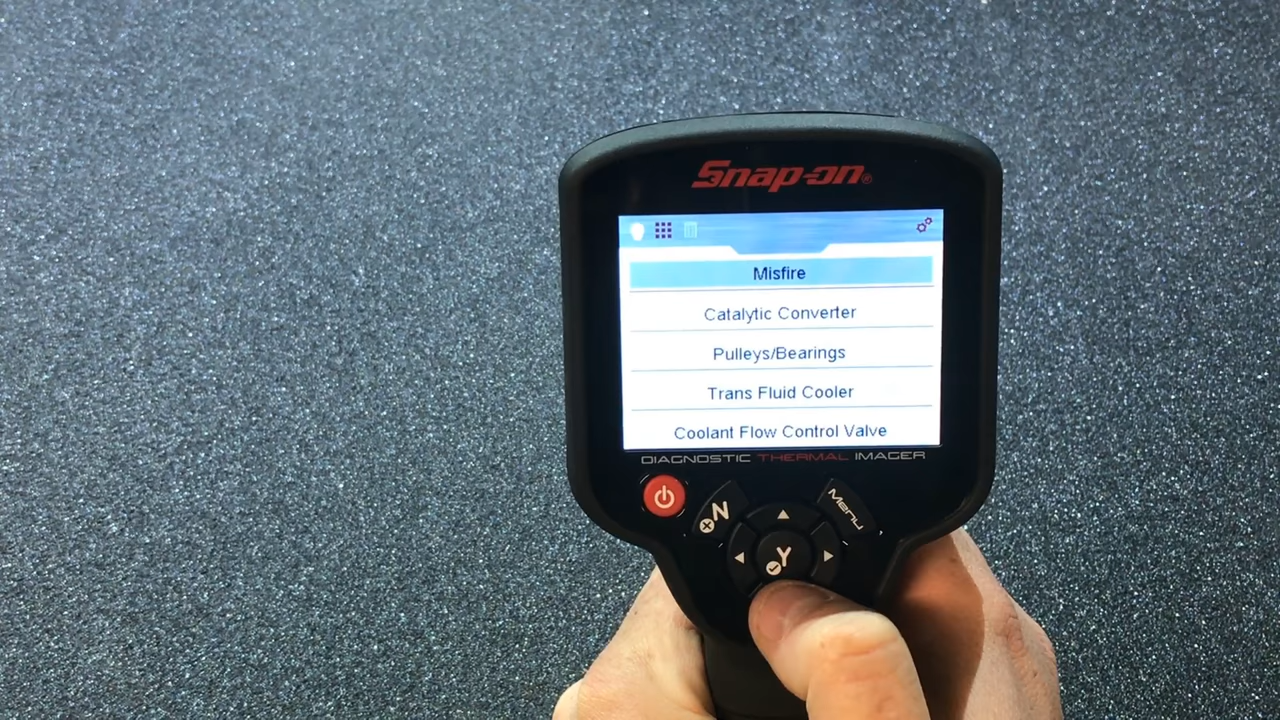 Snap-on®
Misfire
Catalytic Converter
Pulleys/Bearings
Trans Fluid Cooler
Coolant Flow Control Valve
DIAGNOSTIC THERMAL IMAGER
N
Menu
Y